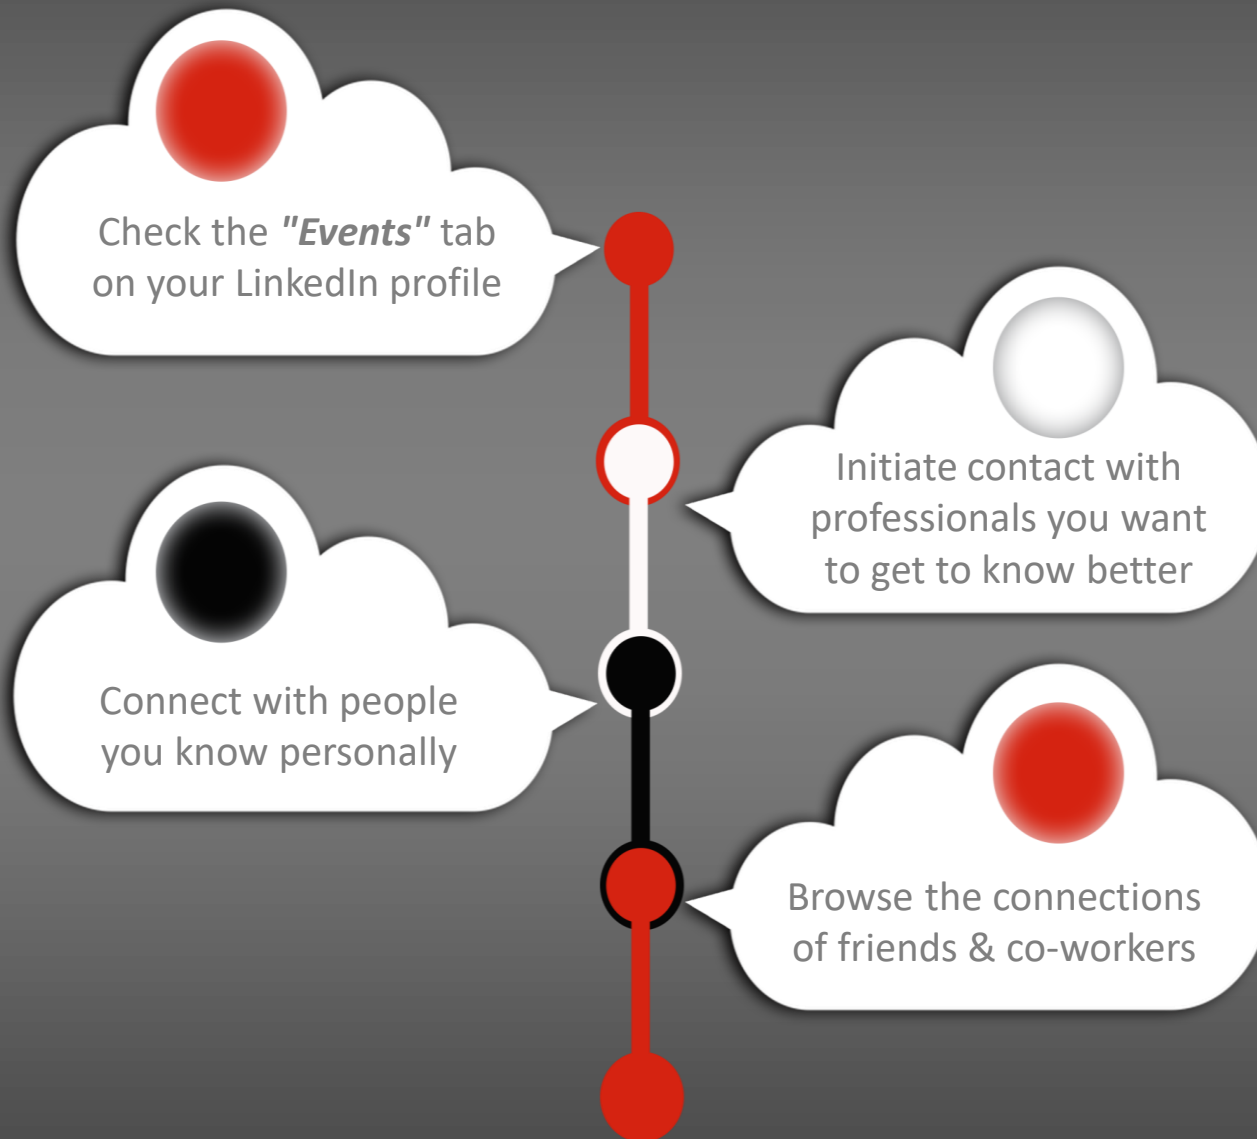 Check the "Events" tab
on your LinkedIn profile
Initiate contact with
professionals you want
to get to know better
Connect with people
you know personally
Browse the connections
of friends & co-workers